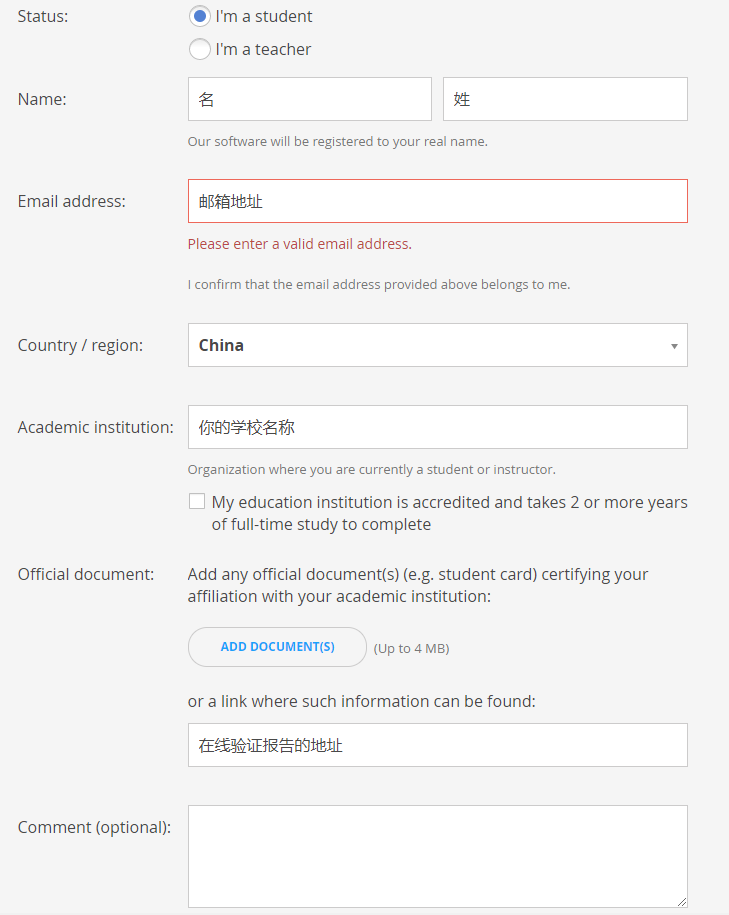 Status:
I'm a student
I'm a teacher
Name:
名
姓
Our software will be registered to your real name.
Email address:
邮箱地址
Please enter a valid email address.
I confirm that the email address provided above belongs to me.
Country / region:
China
Academic institution:
你的学校名称
Organization where you are currently a student or instructor.
My education institution is accredited and takes 2 or more years
of full-time study to complete
Official document:
Add any official document(s) (e.g. student card) certifying your
affiliation with your academic institution:
ADD DOCUMENT(S)
(Up to 4 MB)
or a link where such information can be found:
在线验证报告的地址
Comment (optional):